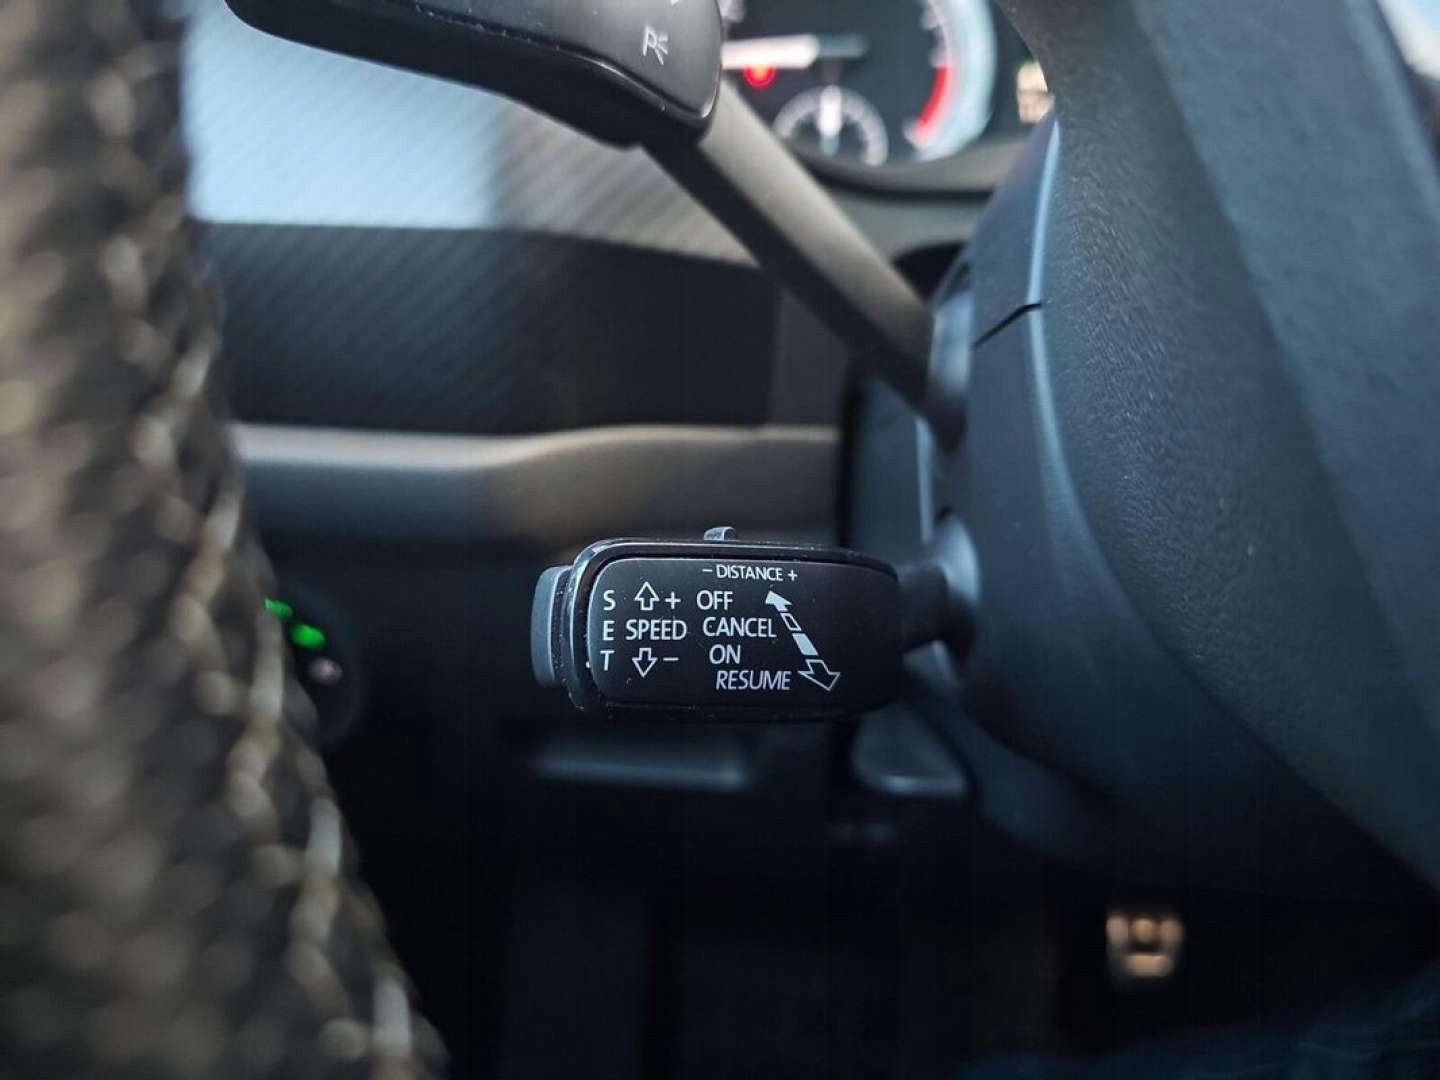 P
– DISTANCE +
S + OFF
E SPEED CANCEL
T – ON
RESUME